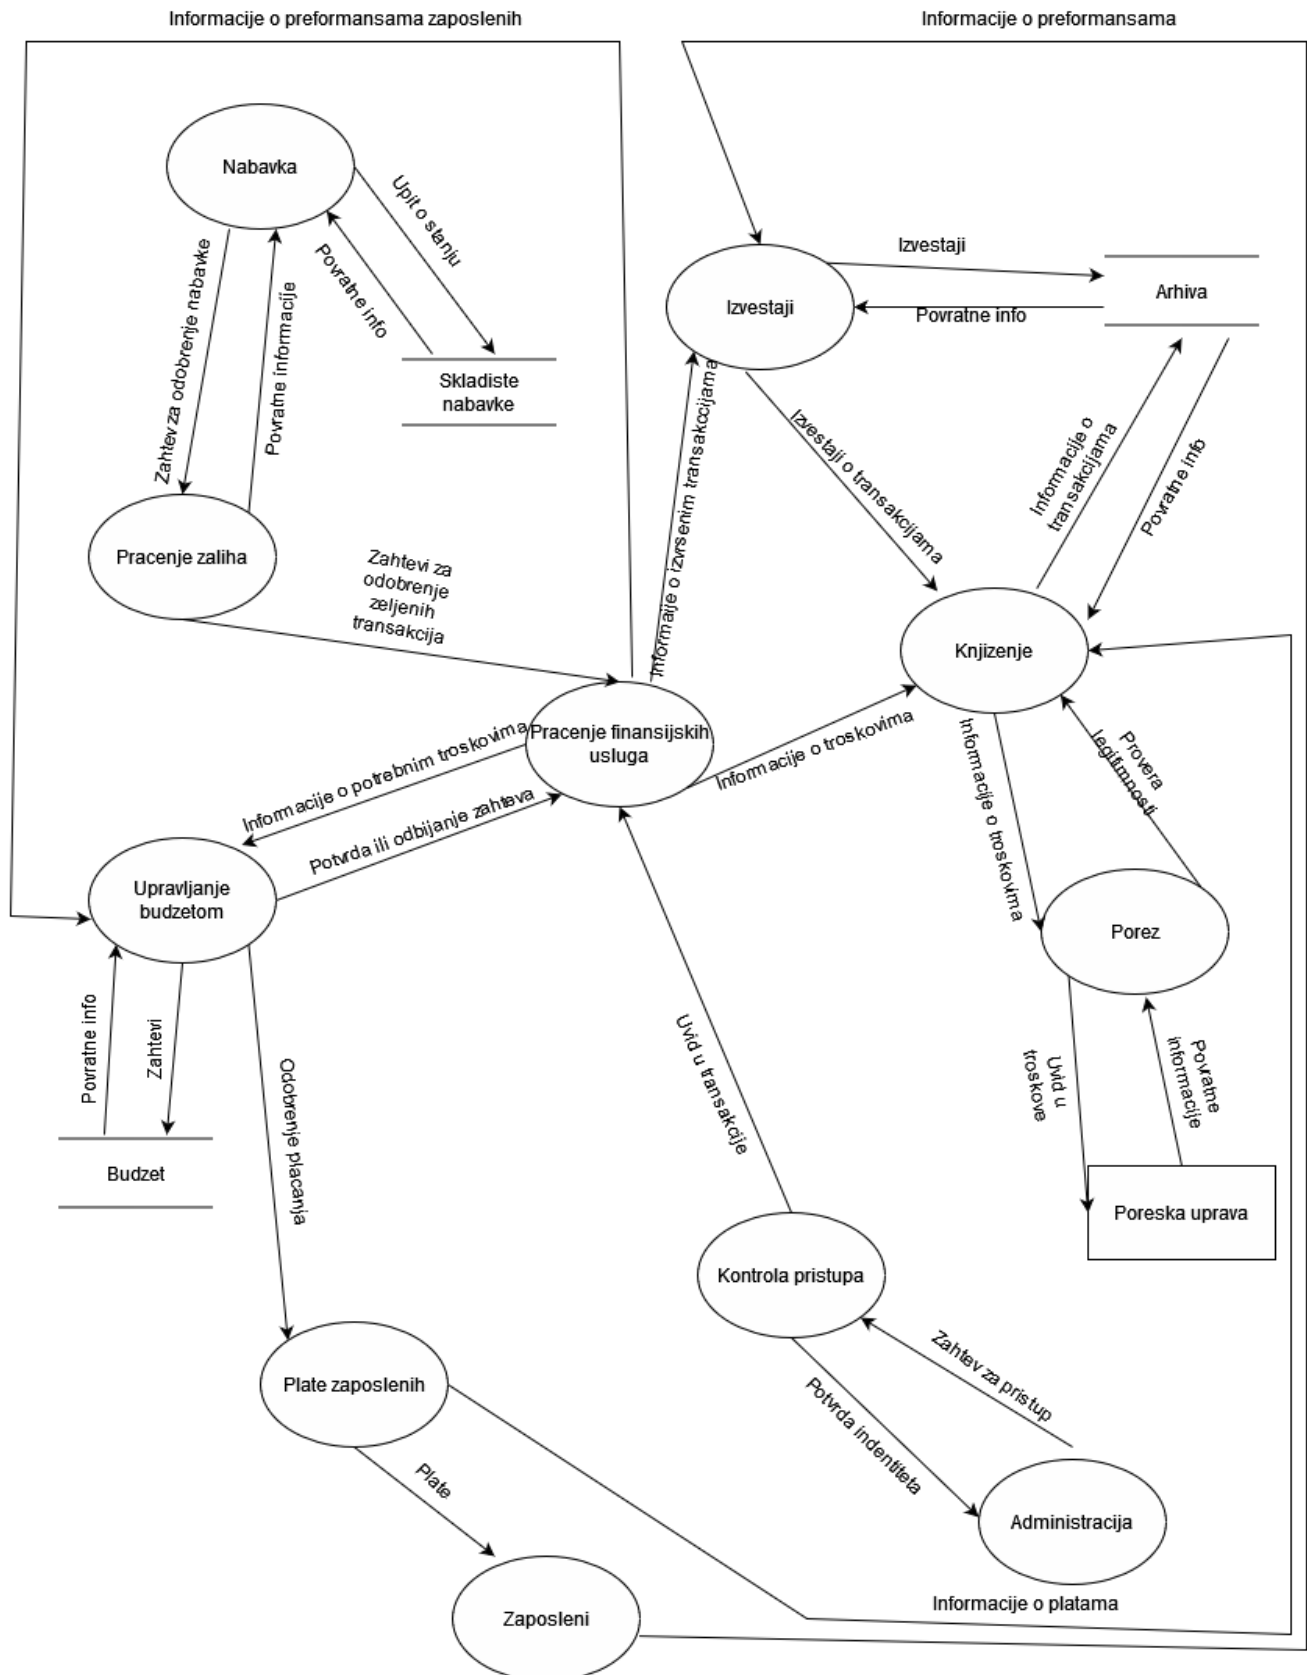 Informacije o preformansama zaposlenih
Informacije o preformansama
Nabavka
Upit o stanju
Povratne info
Zahtev za odobrenje nabavke
Povratne informacije
Skladiste
nabavke
Izvestaji
Izvestaji
Povratne info
Arhiva
Pracenje zaliha
Zahtevi za
odobrenje
zeljenih
transakcija
Informaije o izvrsenim transakccijama
Izvestaji o transakcijama
Informacije o
transakcijama
Povratne info
Knjizenje
Pracenje finansijskih
usluga
Informacije o potrebnim troskovima
Potvrda ili odbijanje zahteva
Informacije o troskovima
Informacije o troskovima
Provera
legitimnosti
Upravljanje
budzetom
Porez
Povratne info
Zahtevi
Odobrenje placanja
Uvid u transakcije
Uvid u
troskove
Povratne
informacije
Budzet
Poreska uprava
Kontrola pristupa
Zahtev za pristup
Potvrda indentiteta
Plate zaposlenih
Plate
Administracija
Informacije o platama
Zaposleni